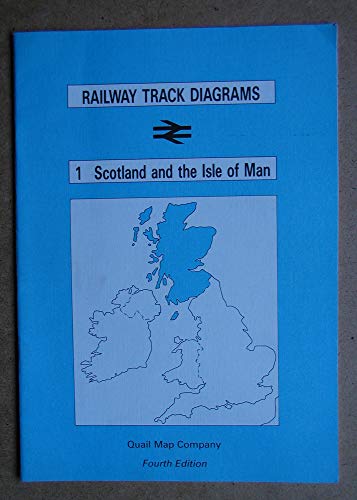 RAILWAY TRACK DIAGRAMS
1 Scotland and the Isle of Man
Quail Map Company
Fourth Edition